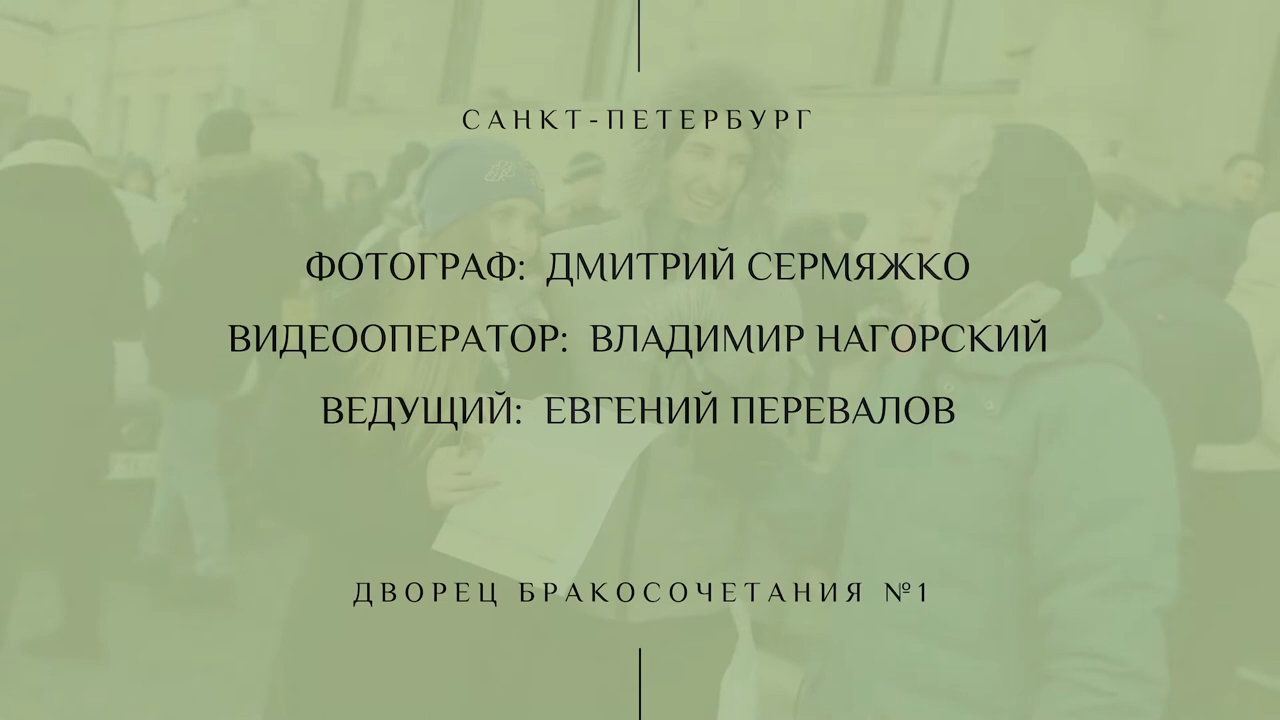 САНКТ-ПЕТЕРБУРГ
ФОТОГРАФ: ДМИТРИЙ СЕРМЯЖКО
ВИДЕООПЕРАТОР: ВЛАДИМИР НАГОРСКИЙ
ВЕДУЩИЙ: ЕВГЕНИЙ ПЕРЕВАЛОВ
ДВОРЕЦ БРАКОСОЧЕТАНИЯ №1